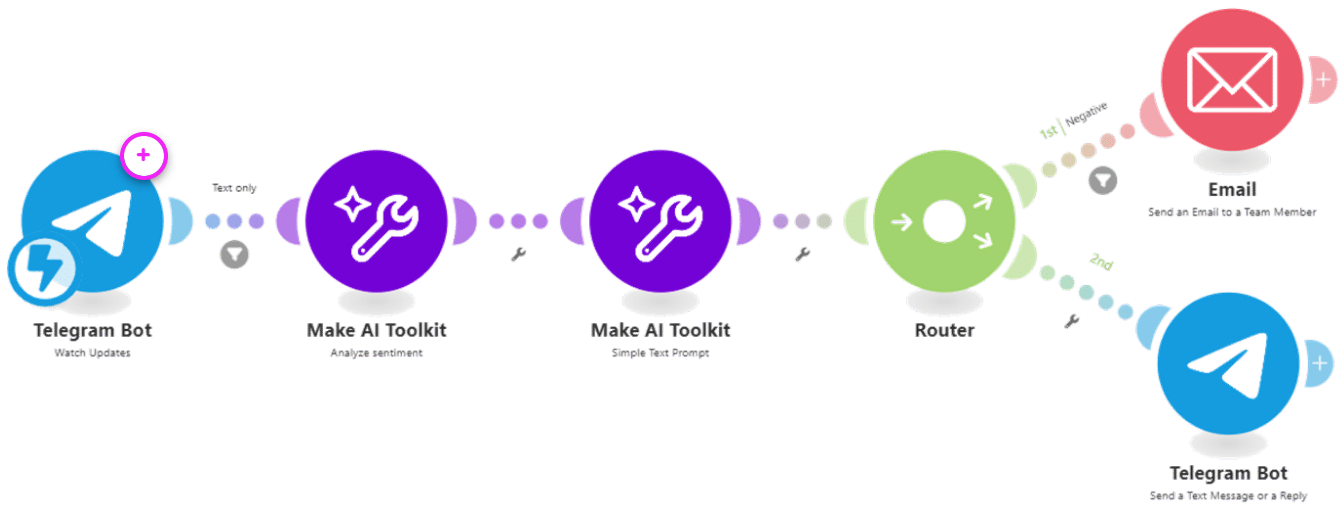 Telegram Bot
Watch Updates
Text only
Make AI Toolkit
Analyze sentiment
Make AI Toolkit
Simple Text Prompt
Router
1st | Negative
Email
Send an Email to a Team Member
2nd
Telegram Bot
Send a Text Message or a Reply